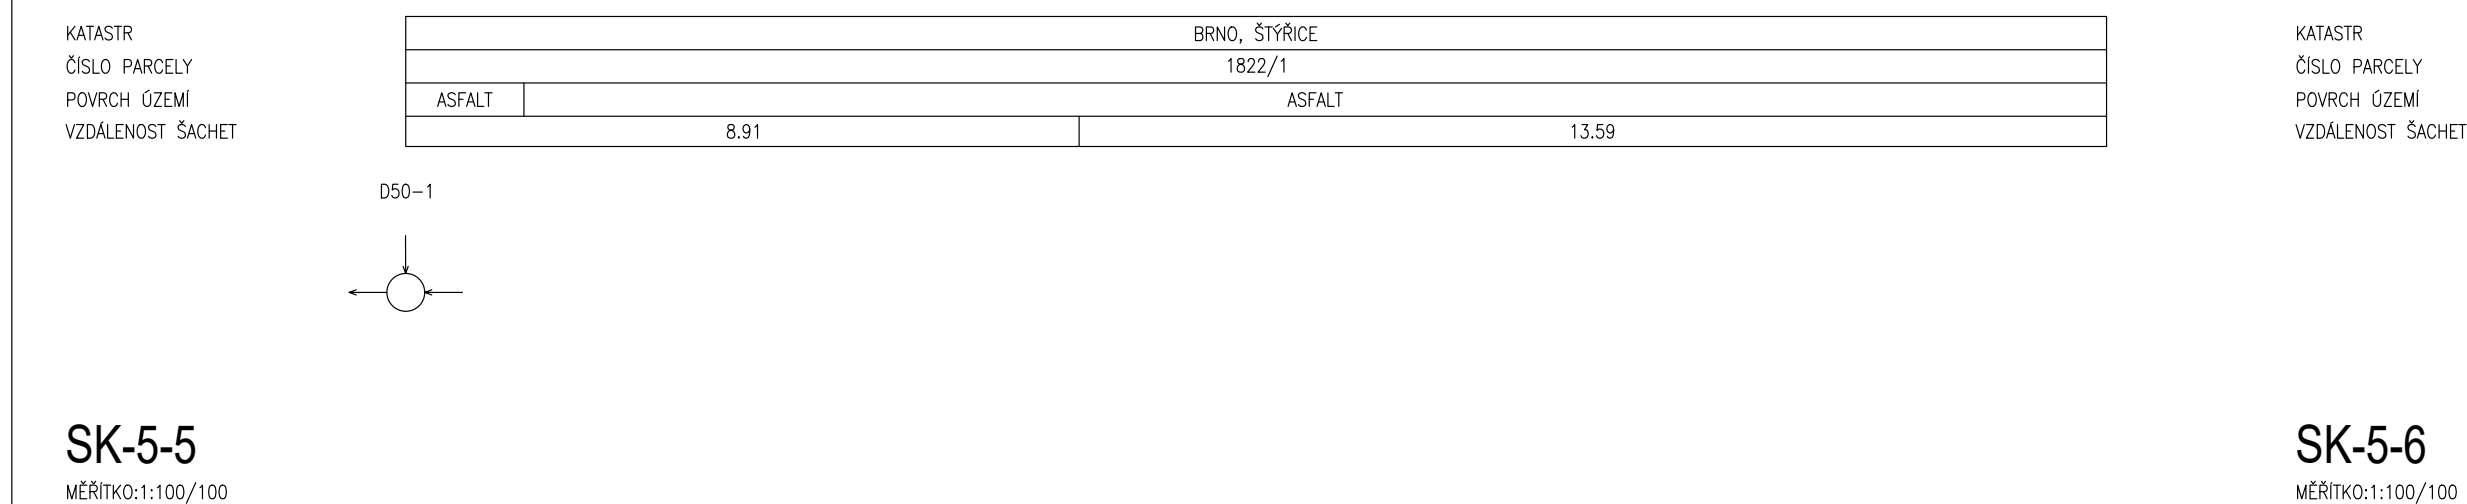 KATASTR BRNO, ŠTÝŘICE KATASTR
ČÍSLO PARCELY 1822/1 ČÍSLO PARCELY
POVRCH ÚZEMÍ ASFALT ASFALT POVRCH ÚZEMÍ
VZDÁLENOST ŠACHET 8.91 13.59 VZDÁLENOST ŠACHET
D50-1
SK-5-5 SK-5-6
MĚŘÍTKO:1:100/100 MĚŘÍTKO:1:100/100